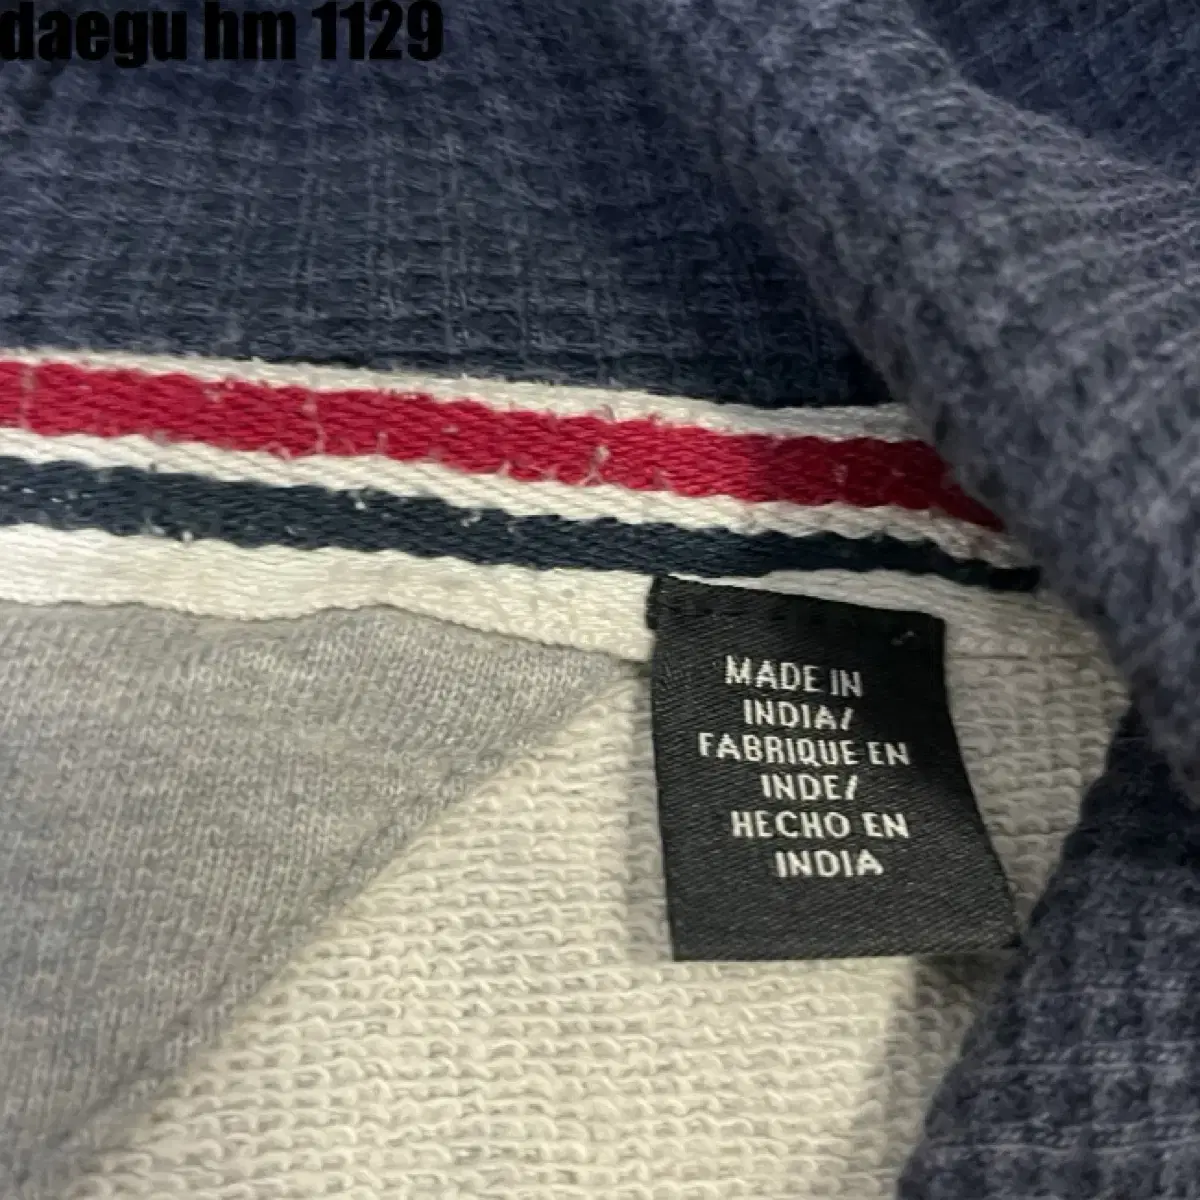 daegu hm 1129
MADE IN
INDIA/
FABRIQUE EN
INDE/
HECHO EN
INDIA